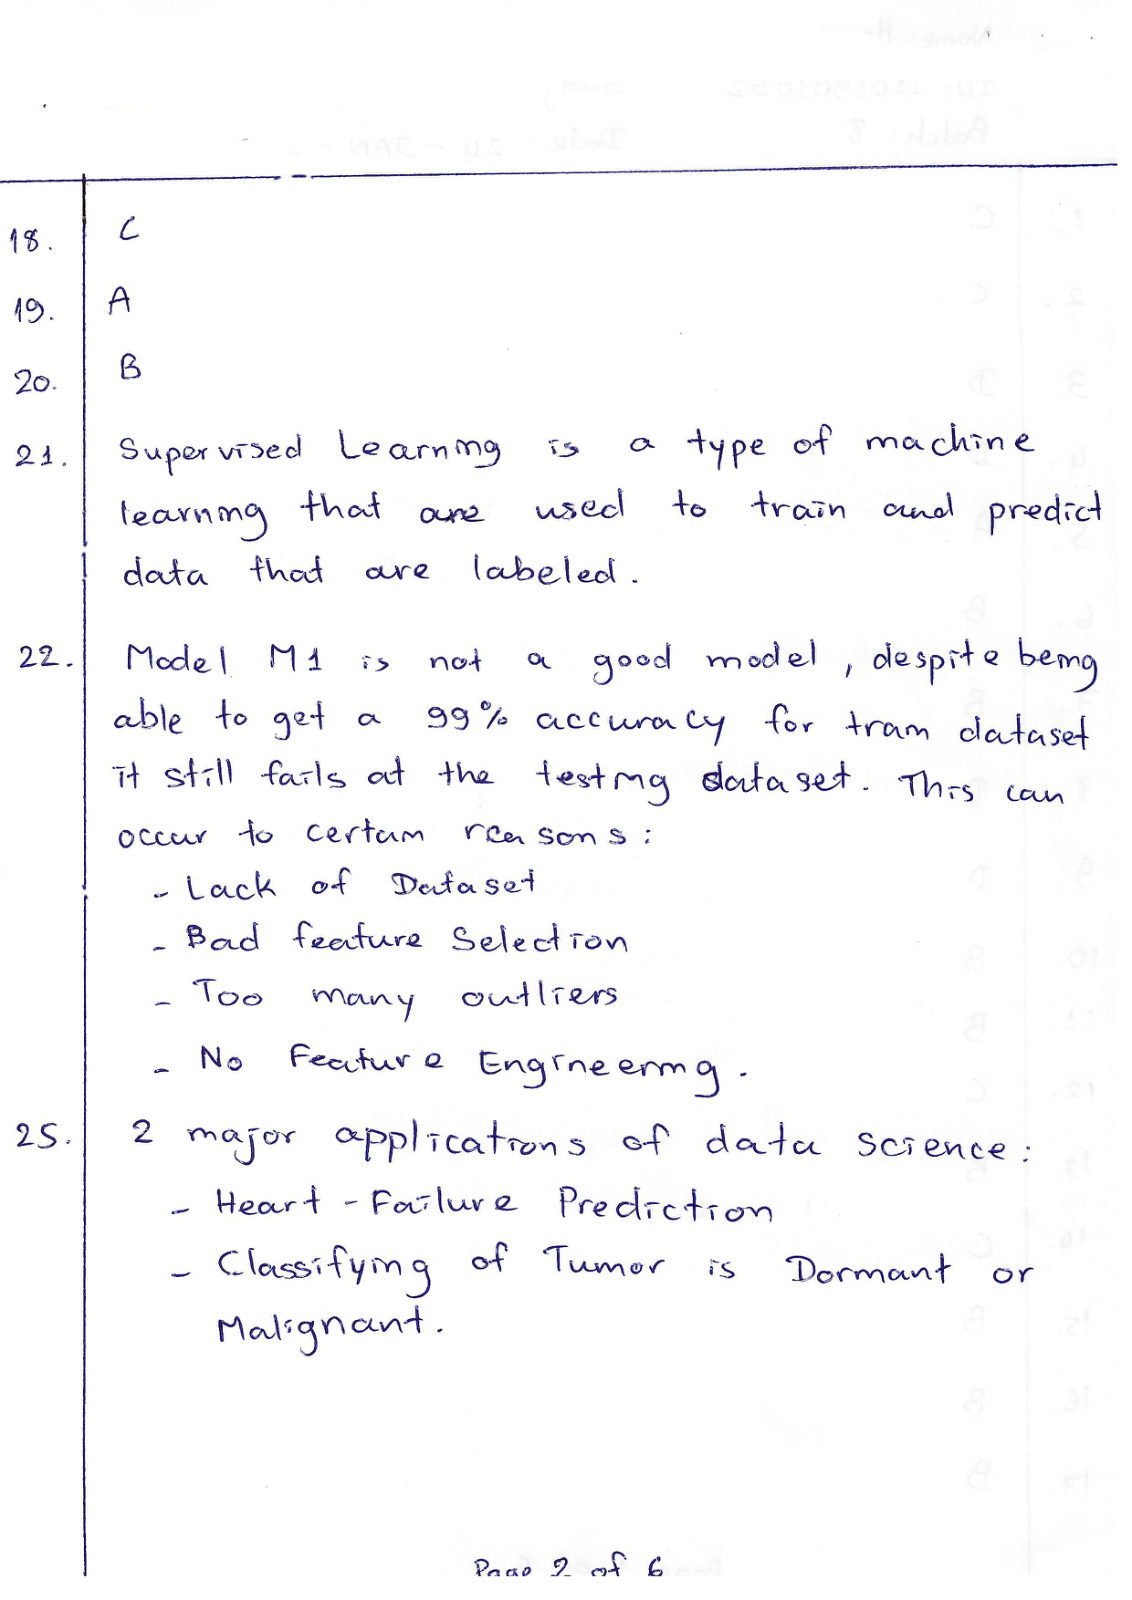 18. C
19. A
20. B
21. Supervised Learning is a type of machine
learning that are used to train and predict
data that are labeled.
22. Model M1 is not a good model, despite being
able to get a 99% accuracy for train dataset
it still fails at the testing dataset. This can
occur to certain reasons:
- Lack of Dataset
- Bad feature Selection
- Too many outliers
- No Feature Engineering.
25. 2 major applications of data science:
- Heart-Failure Prediction
- Classifying of Tumor is Dormant or
Malignant.
Page 2 of 6